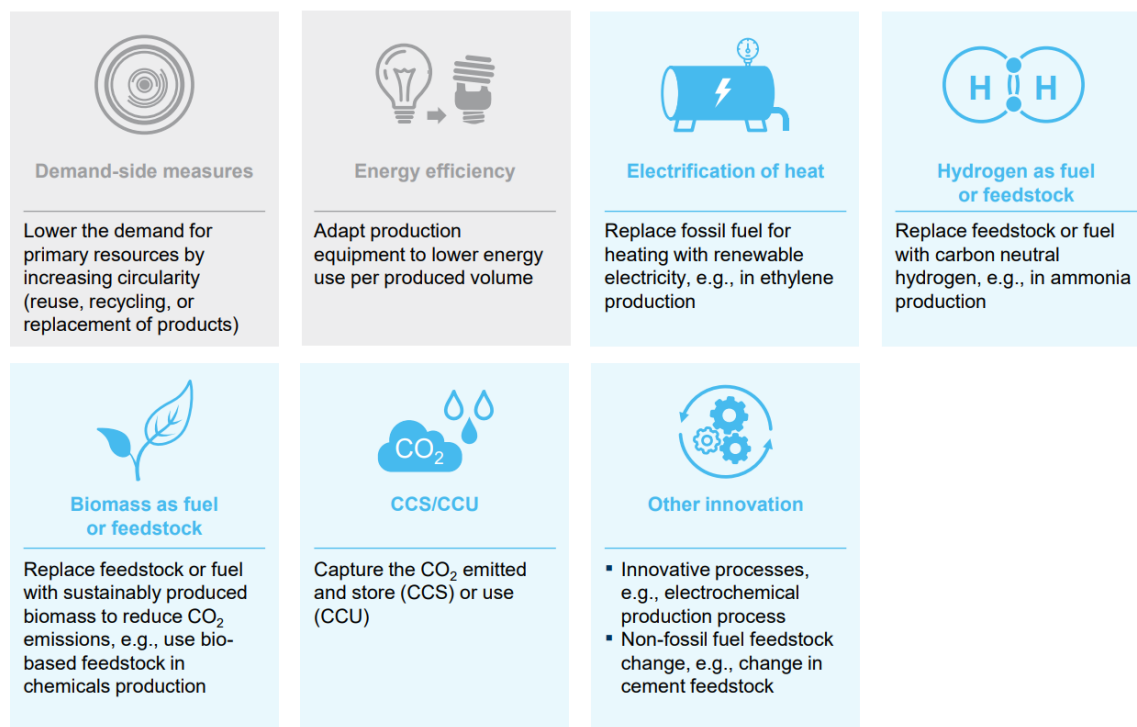 Demand-side measures
Lower the demand for
primary resources by
increasing circularity
(reuse, recycling, or
replacement of products)
Energy efficiency
Adapt production
equipment to lower energy
use per produced volume
Electrification of heat
Replace fossil fuel for
heating with renewable
electricity, e.g., in ethylene
production
H H
Hydrogen as fuel
or feedstock
Replace feedstock or fuel
with carbon neutral
hydrogen, e.g., in ammonia
production
Biomass as fuel
or feedstock
Replace feedstock or fuel
with sustainably produced
biomass to reduce CO₂
emissions, e.g., use bio-
based feedstock in
chemicals production
CO₂
CCS/CCU
Capture the CO₂ emitted
and store (CCS) or use
(CCU)
Other innovation
▪ Innovative processes,
e.g., electrochemical
production process
▪ Non-fossil fuel feedstock
change, e.g., change in
cement feedstock